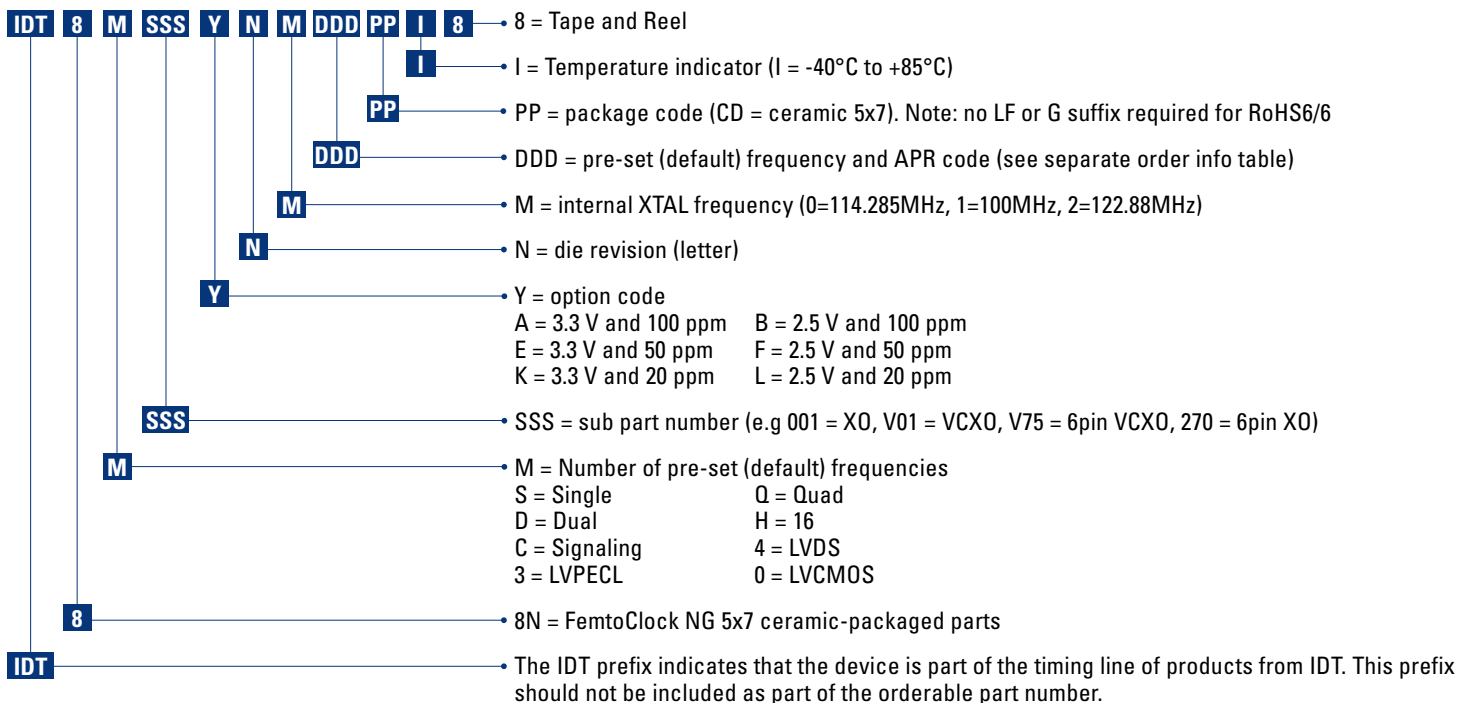 IDT 8 M SSS Y N M DDD PP I 8 • 8 = Tape and Reel
I • I = Temperature indicator (I = -40°C to +85°C)
PP • PP = package code (CD = ceramic 5x7). Note: no LF or G suffix required for RoHS6/6
DDD • DDD = pre-set (default) frequency and APR code (see separate order info table)
M • M = internal XTAL frequency (0=114.285MHz, 1=100MHz, 2=122.88MHz)
N • N = die revision (letter)
Y • Y = option code
A = 3.3 V and 100 ppm B = 2.5 V and 100 ppm
E = 3.3 V and 50 ppm F = 2.5 V and 50 ppm
K = 3.3 V and 20 ppm L = 2.5 V and 20 ppm
SSS • SSS = sub part number (e.g 001 = XO, V01 = VCXO, V75 = 6pin VCXO, 270 = 6pin XO)
M • M = Number of pre-set (default) frequencies
S = Single Q = Quad
D = Dual H = 16
C = Signaling 4 = LVDS
3 = LVPECL 0 = LVCMOS
8 • 8N = FemtoClock NG 5x7 ceramic-packaged parts
IDT • The IDT prefix indicates that the device is part of the timing line of products from IDT. This prefix
should not be included as part of the orderable part number.